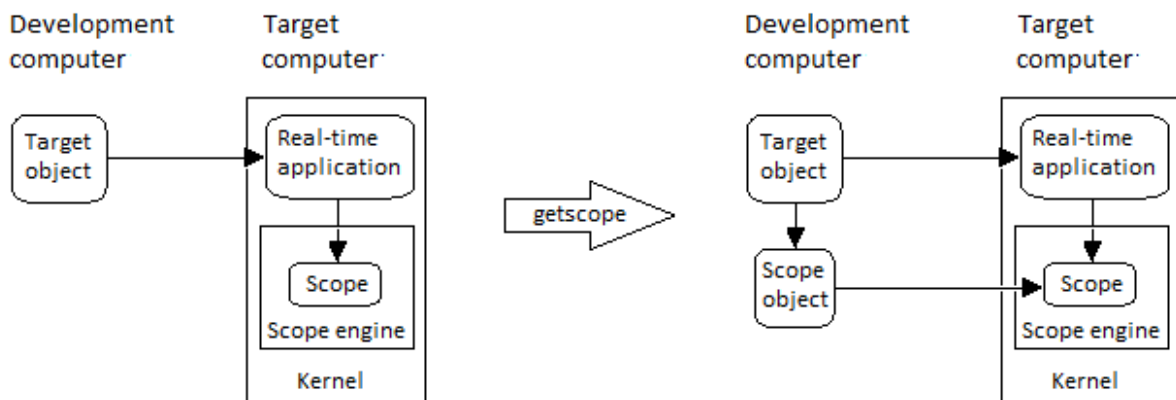 Development
computer
Target
computer
Development
computer
Target
computer
Target
object
Real-time
application
Scope
Scope engine
Kernel
getscope
Target
object
Scope
object
Real-time
application
Scope
Scope engine
Kernel